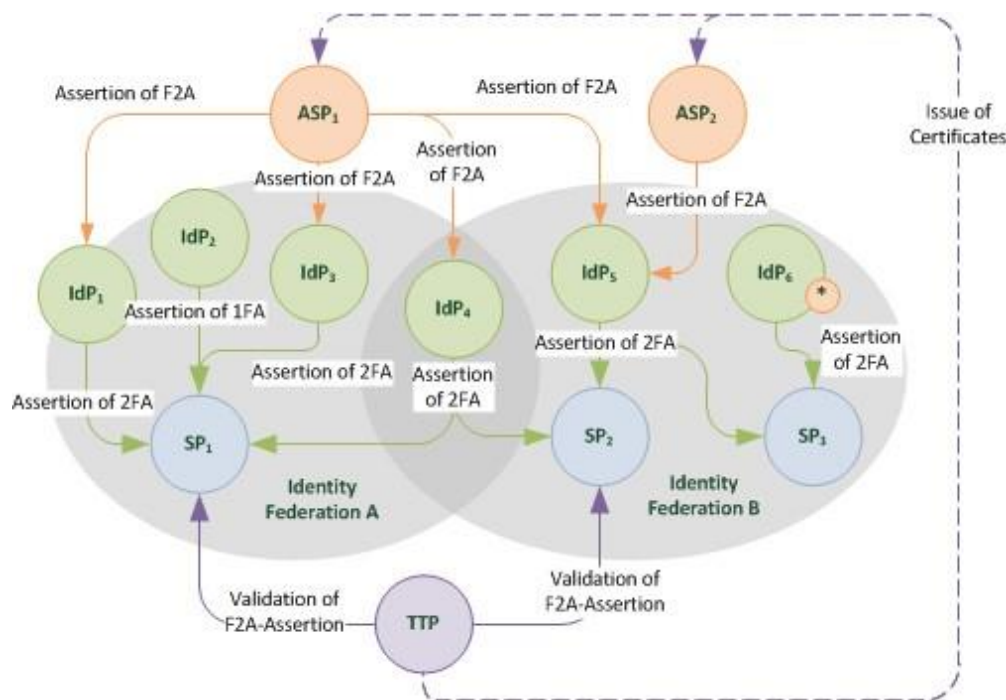 Assertion of F2A
ASP₁
Assertion of F2A
ASP₂
Issue of
Certificates
Assertion of F2A
Assertion
of F2A
Assertion of F2A
IdP₁
IdP₂
IdP₃
IdP₄
IdP₅
IdP₆
*
Assertion of 1FA
Assertion of 2FA
Assertion of 2FA
Assertion
of 2FA
Assertion of 2FA
Assertion
of 2FA
SP₁
SP₂
SP₃
Identity
Federation A
Identity
Federation B
Validation of
F2A-Assertion
TTP
Validation of
F2A-Assertion